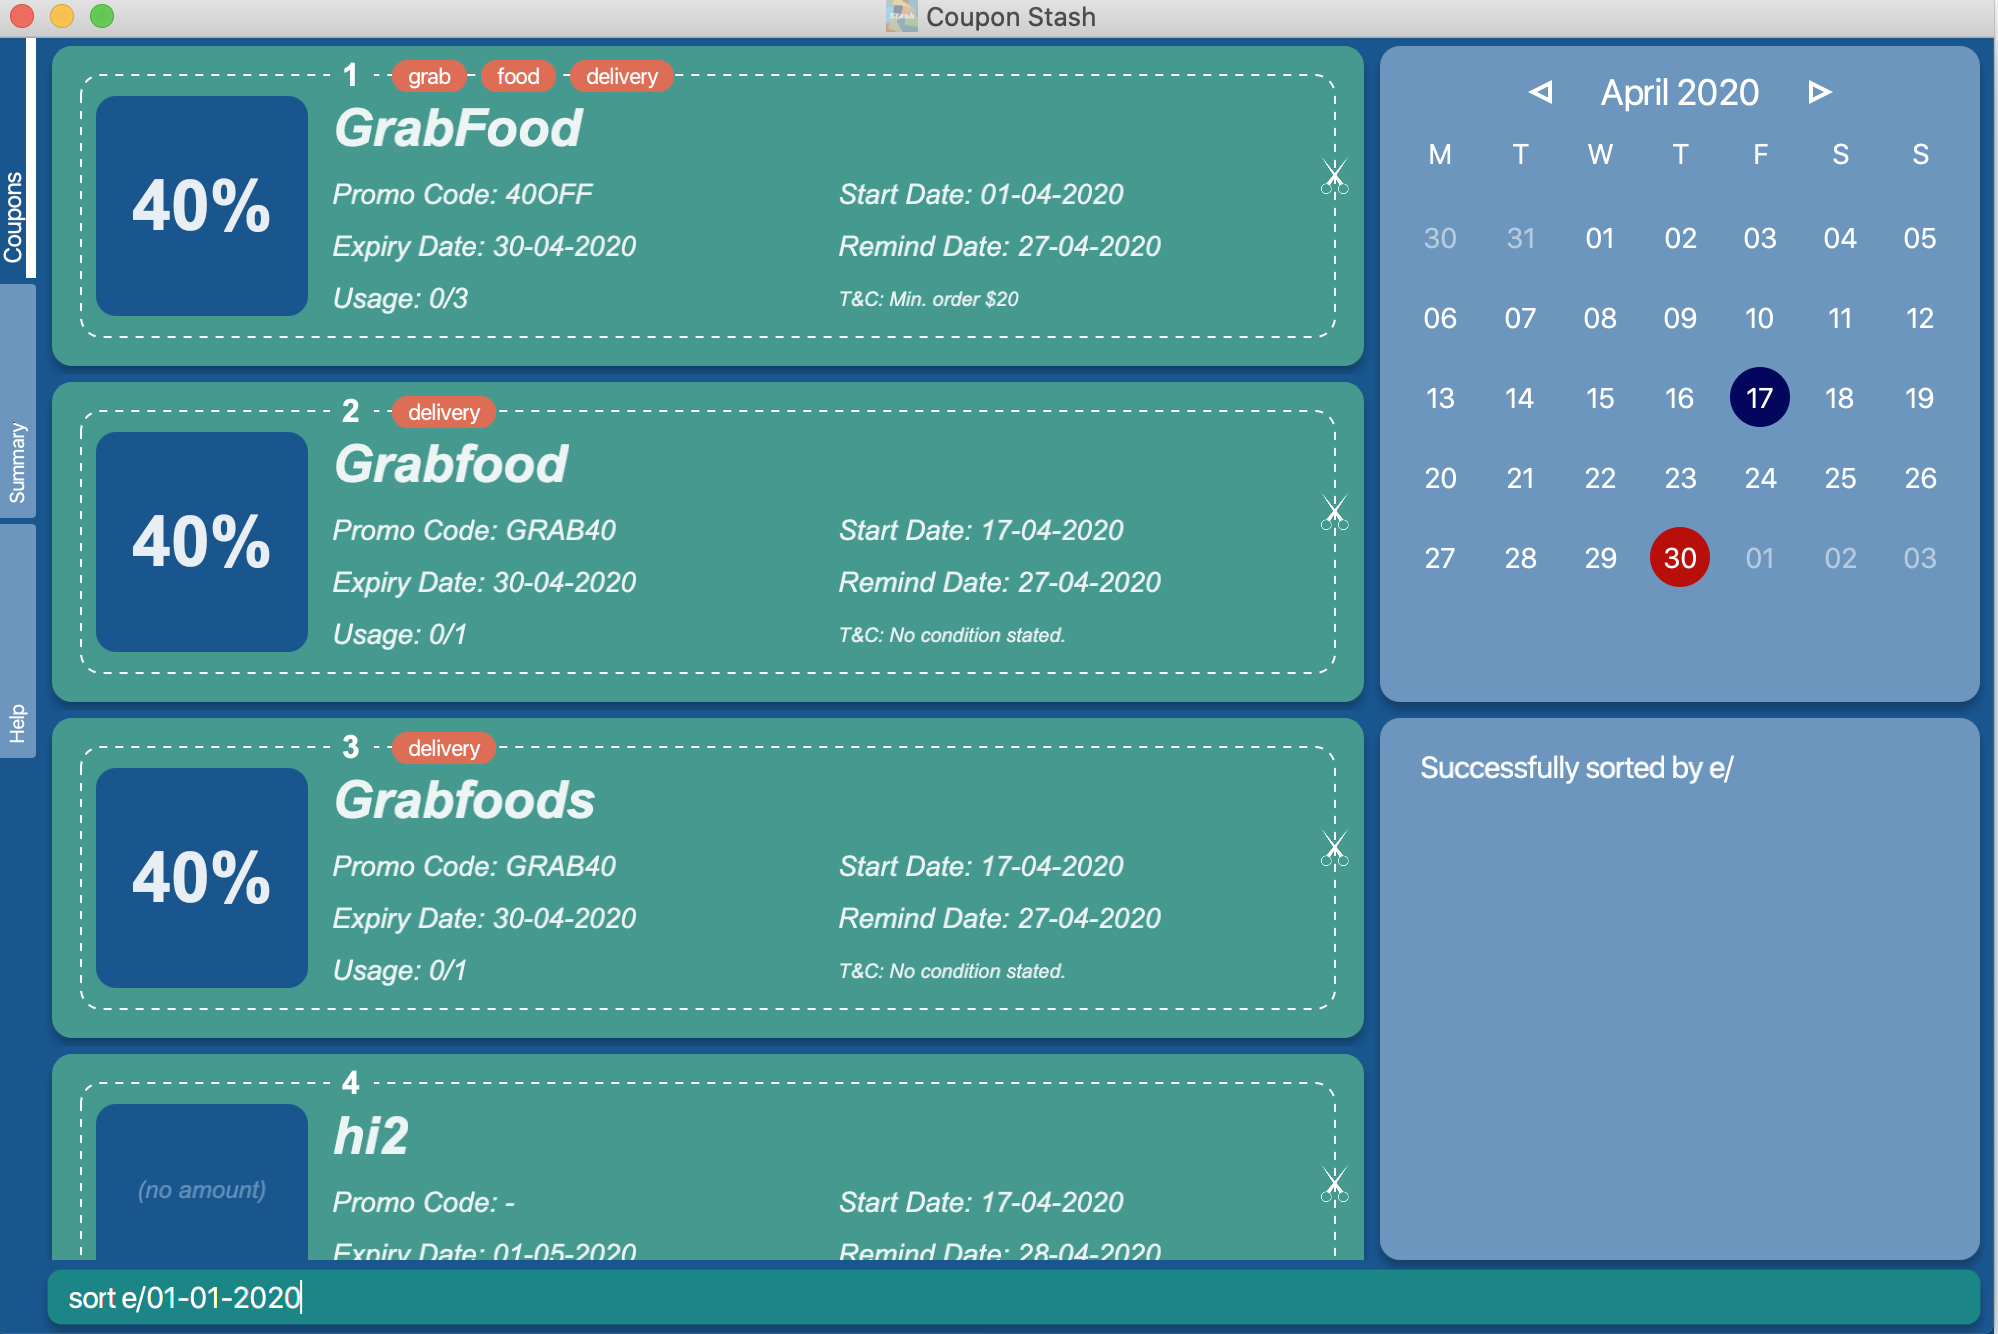 Coupon Stash
Coupons
Summary
Help
1 grab food delivery
GrabFood
40%
Promo Code: 40OFF
Start Date: 01-04-2020
Expiry Date: 30-04-2020
Remind Date: 27-04-2020
Usage: 0/3
T&C: Min. order $20
2 delivery
Grabfood
40%
Promo Code: GRAB40
Start Date: 17-04-2020
Expiry Date: 30-04-2020
Remind Date: 27-04-2020
Usage: 0/1
T&C: No condition stated.
3 delivery
Grabfoods
40%
Promo Code: GRAB40
Start Date: 17-04-2020
Expiry Date: 30-04-2020
Remind Date: 27-04-2020
Usage: 0/1
T&C: No condition stated.
4
hi2
(no amount)
Promo Code: -
Start Date: 17-04-2020
Expiry Date: 01-05-2020
Remind Date: 28-04-2020
April 2020
M T W T F S S
30 31 01 02 03 04 05
06 07 08 09 10 11 12
13 14 15 16 17 18 19
20 21 22 23 24 25 26
27 28 29 30 01 02 03
Successfully sorted by e/
sort e/01-01-2020